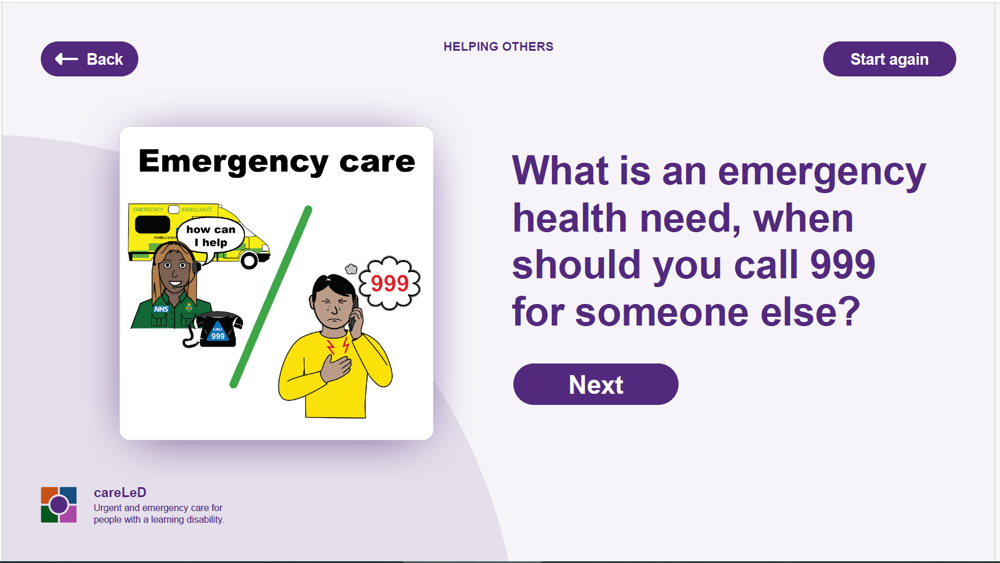 Back
HELPING OTHERS
Start again
Emergency care
EMERGENCY AMBULANCE
Ambulance
how can
I help
NHS
CALL
999
999
What is an emergency
health need, when
should you call 999
for someone else?
Next
careLeD
Urgent and emergency care for
people with a learning disability.